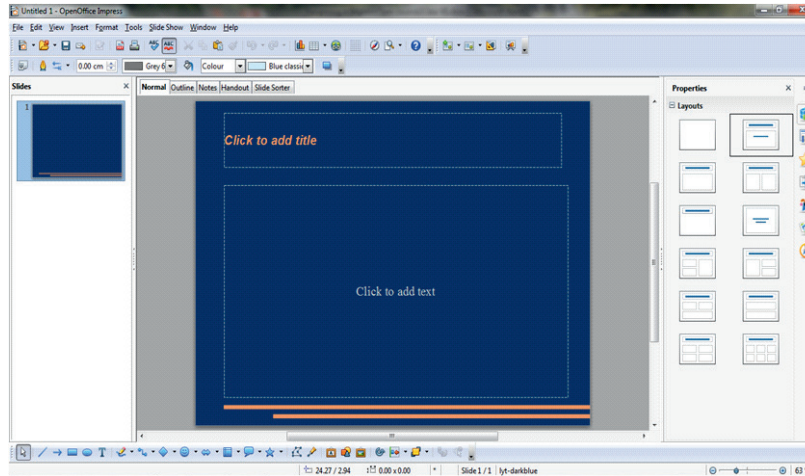 Untitled 1 - OpenOffice Impress
File Edit View Insert Format Tools Slide Show Window Help
0.00 cm Grey 6 Colour Blue classi
Slides
Normal Outline Notes Handout Slide Sorter
Properties
Layouts
1
Click to add title
Click to add text
24.27 / 2.94 0.00 x 0.00 * Slide 1 / 1 lyt-darkblue 63